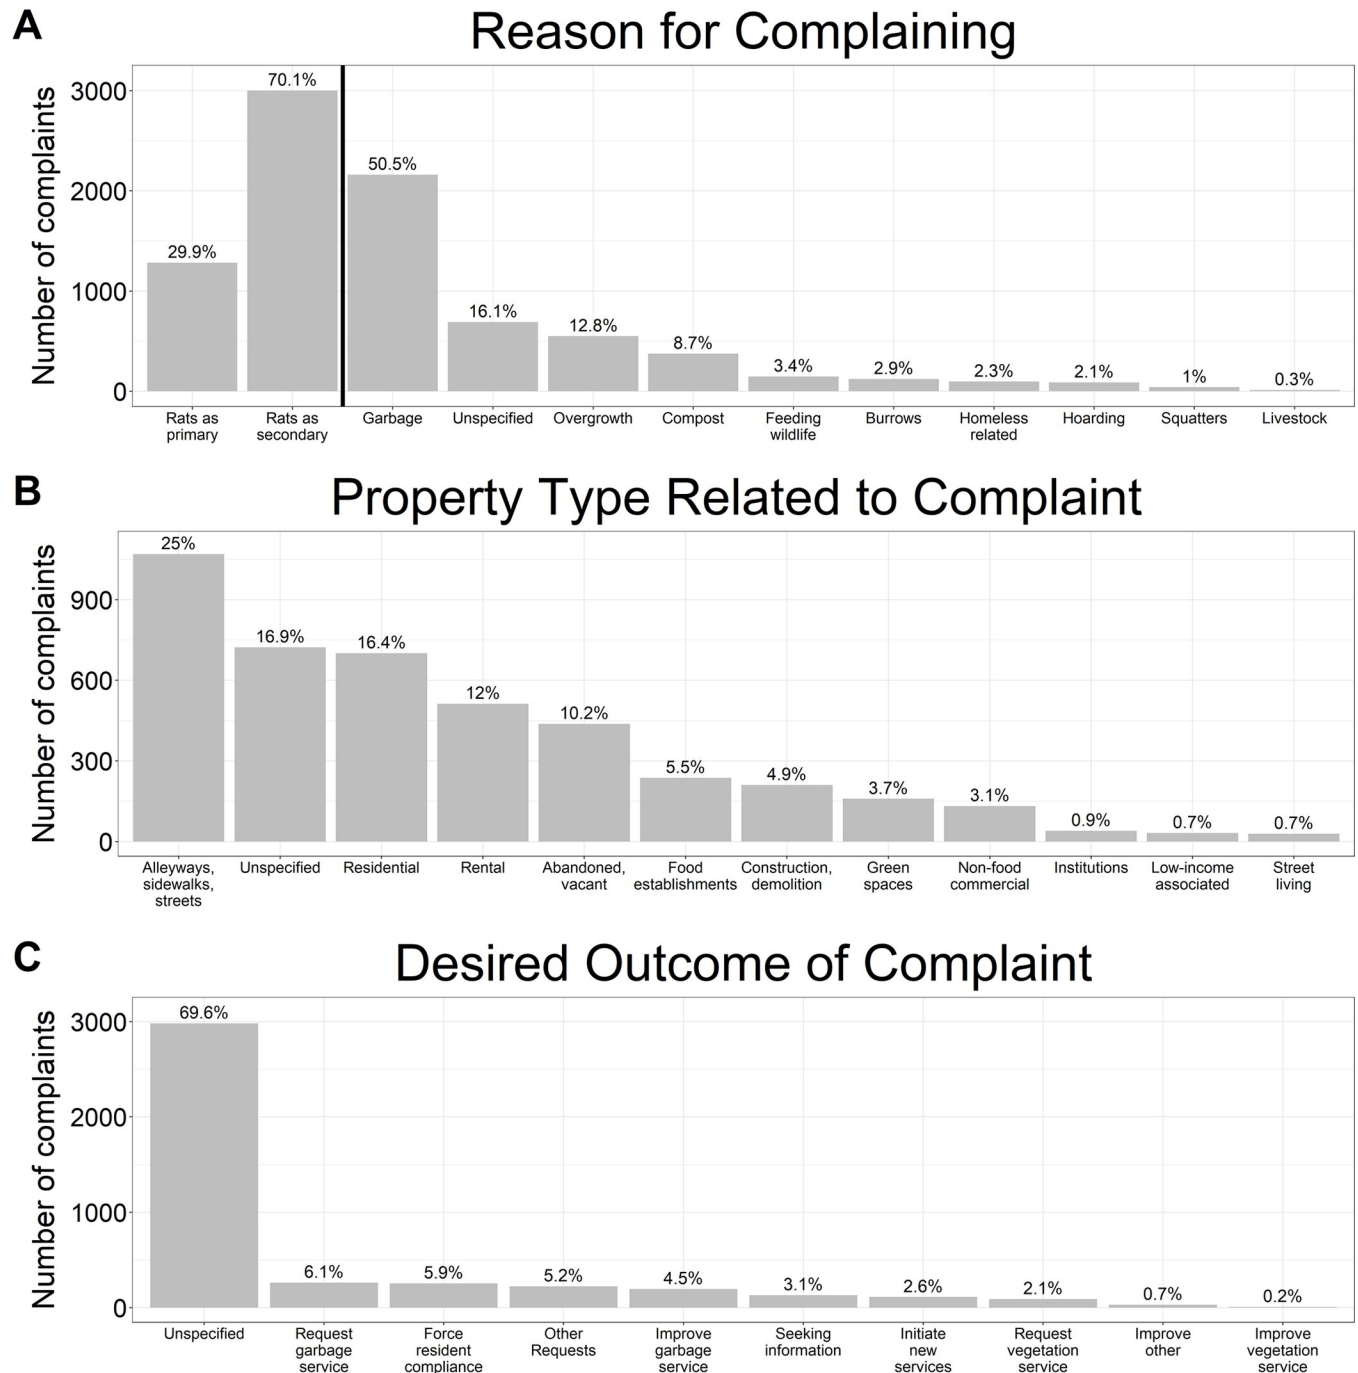 A
Reason for Complaining
Number of complaints
3000
2000
1000
0
29.9%
70.1%
50.5%
16.1%
12.8%
8.7%
3.4%
2.9%
2.3%
2.1%
1%
0.3%
Rats as
primary
Rats as
secondary
Garbage
Unspecified
Overgrowth
Compost
Feeding
wildlife
Burrows
Homeless
related
Hoarding
Squatters
Livestock
B
Property Type Related to Complaint
Number of complaints
900
600
300
0
25%
16.9%
16.4%
12%
10.2%
5.5%
4.9%
3.7%
3.1%
0.9%
0.7%
0.7%
Alleyways,
sidewalks,
streets
Unspecified
Residential
Rental
Abandoned,
vacant
Food
establishments
Construction,
demolition
Green
spaces
Non-food
commercial
Institutions
Low-income
associated
Street
living
C
Desired Outcome of Complaint
Number of complaints
3000
2000
1000
0
69.6%
6.1%
5.9%
5.2%
4.5%
3.1%
2.6%
2.1%
0.7%
0.2%
Unspecified
Request
garbage
service
Force
resident
compliance
Other
Requests
Improve
garbage
service
Seeking
information
Initiate
new
services
Request
vegetation
service
Improve
other
Improve
vegetation
service